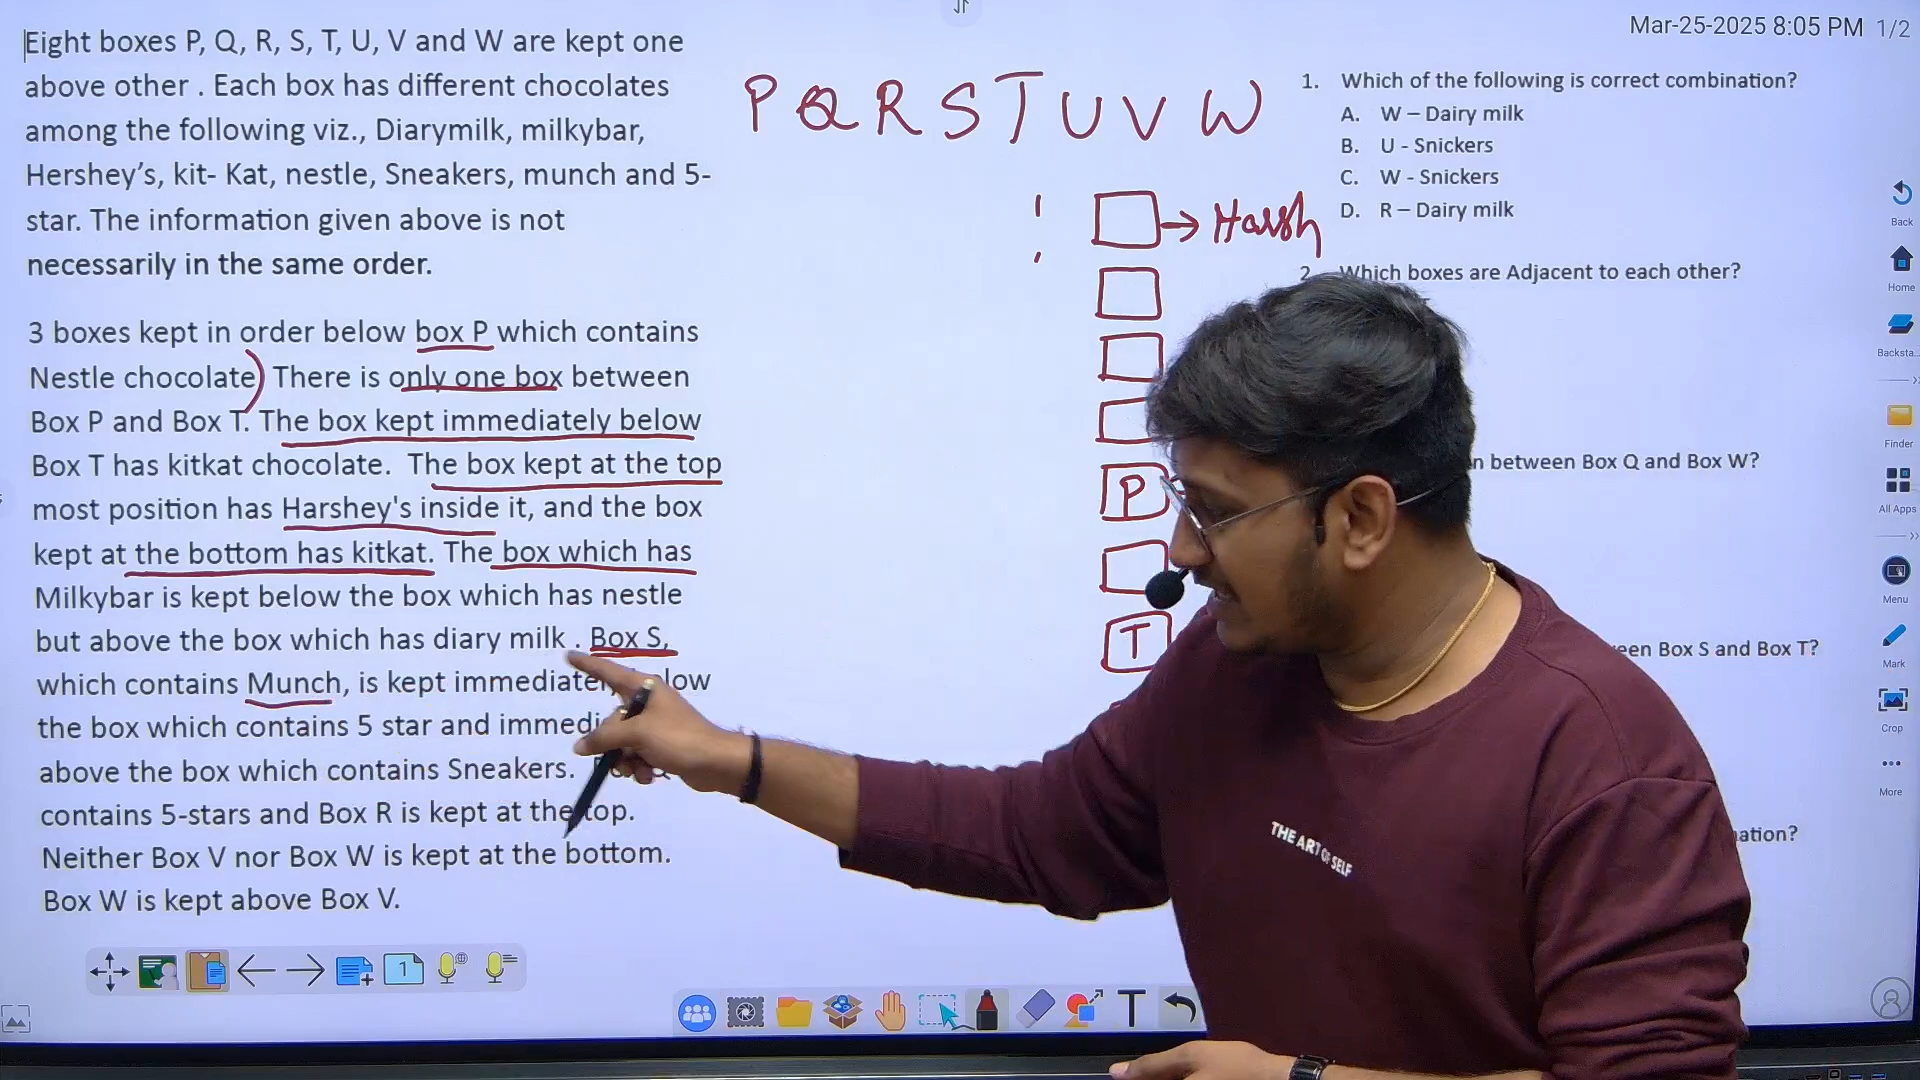 Mar-25-2025 8:05 PM 1/2
Eight boxes P, Q, R, S, T, U, V and W are kept one
above other . Each box has different chocolates
among the following viz., Diarymilk, milkybar,
Hershey’s, kit- Kat, nestle, Sneakers, munch and 5-
star. The information given above is not
necessarily in the same order.
3 boxes kept in order below box P which contains
Nestle chocolate) There is only one box between
Box P and Box T. The box kept immediately below
Box T has kitkat chocolate. The box kept at the top
most position has Harshey's inside it, and the box
kept at the bottom has kitkat. The box which has
Milkybar is kept below the box which has nestle
but above the box which has diary milk . Box S,
which contains Munch, is kept immediately below
the box which contains 5 star and
above the box which contains Sneakers.
contains 5-stars and Box R is kept at the top.
Neither Box V nor Box W is kept at the bottom.
Box W is kept above Box V.
P Q R S T U V W
Harsh
P
T
1. Which of the following is correct combination?
A. W – Dairy milk
B. U - Snickers
C. W - Snickers
D. R – Dairy milk
2. Which boxes are Adjacent to each other?
between Box Q and Box W?
Box S and Box T?
Back
Home
Backsta...
Finder
All Apps
Menu
Mark
Crop
More
1
T
THE ART OF SELF